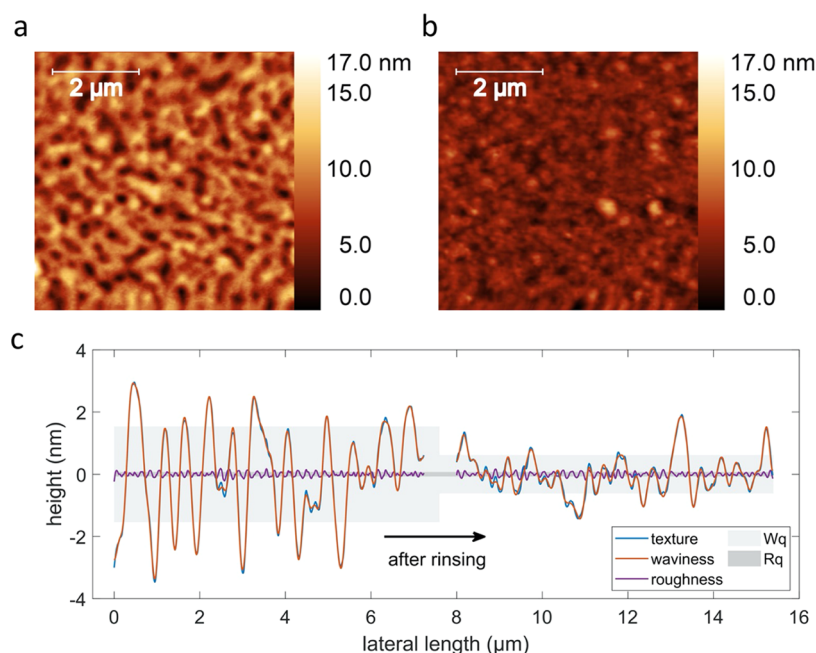 a
2 µm
17.0 nm
15.0
10.0
5.0
0.0
b
2 µm
17.0 nm
15.0
10.0
5.0
0.0
c
height (nm)
4
2
0
-2
-4
after rinsing
texture
waviness
roughness
Wq
Rq
0 2 4 6 8 10 12 14 16
lateral length (µm)